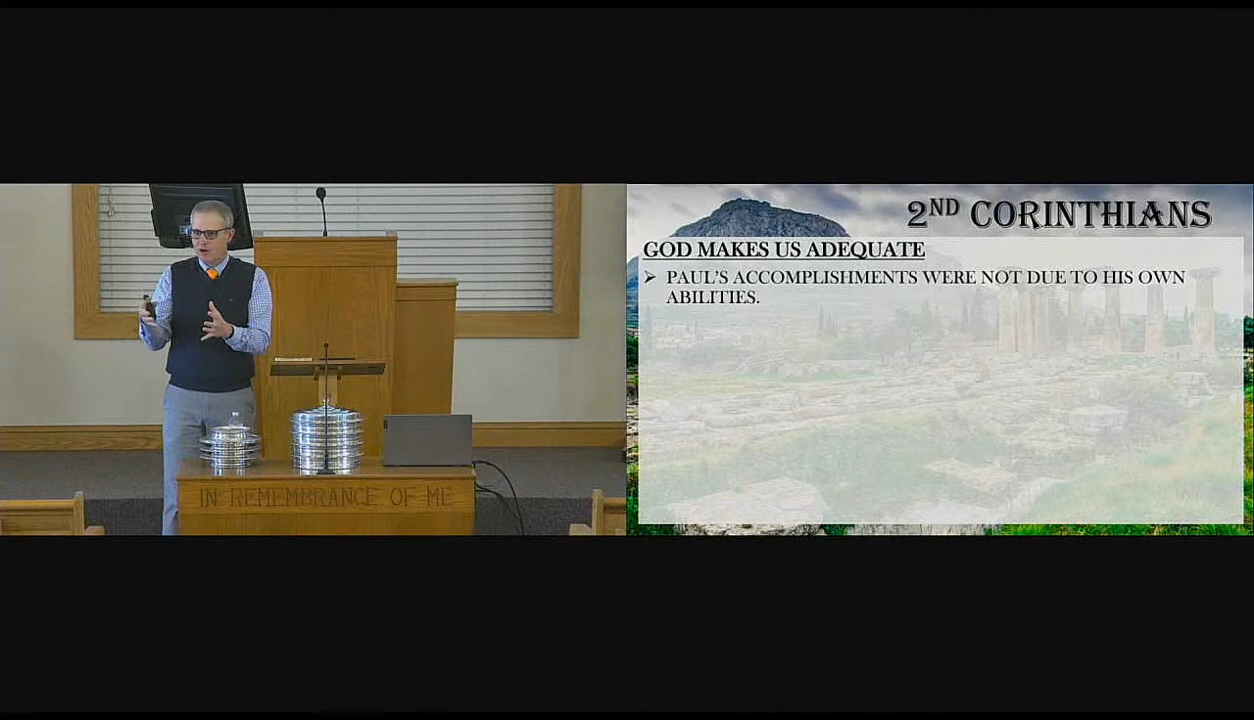 2ND CORINTHIANS
GOD MAKES US ADEQUATE
➢ PAUL'S ACCOMPLISHMENTS WERE NOT DUE TO HIS OWN
ABILITIES.
IN REMEMBRANCE OF ME